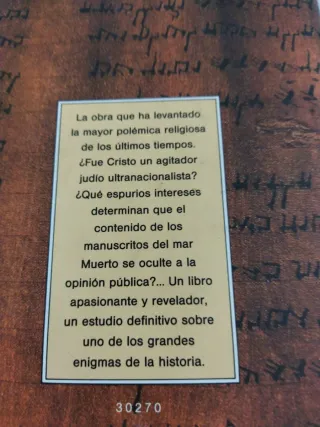 La obra que ha levantado
la mayor polémica religiosa
de los últimos tiempos.
¿Fue Cristo un agitador
judío ultranacionalista?
¿Qué espurios intereses
determinan que el
contenido de los
manuscritos del mar
Muerto se oculte a la
opinión pública?... Un libro
apasionante y revelador,
un estudio definitivo sobre
uno de los grandes
enigmas de la historia.
30270